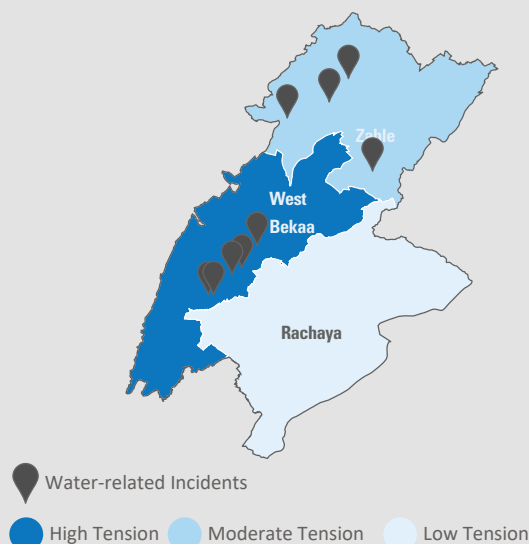 Zahle
West
Bekaa
Rachaya
Water-related Incidents
High Tension
Moderate Tension
Low Tension